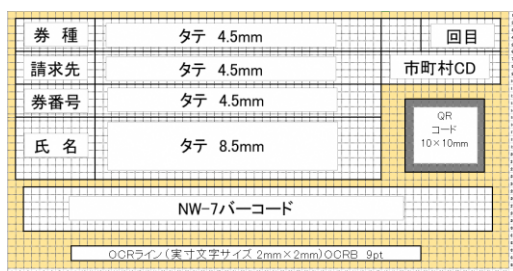 券 種 タテ 4.5mm 回目
請求先 タテ 4.5mm 市町村CD
券番号 タテ 4.5mm
氏 名 タテ 8.5mm
QR
コード
10×10mm
NW-7バーコード
OCRライン(実寸文字サイズ 2mm×2mm)OCRB 9pt